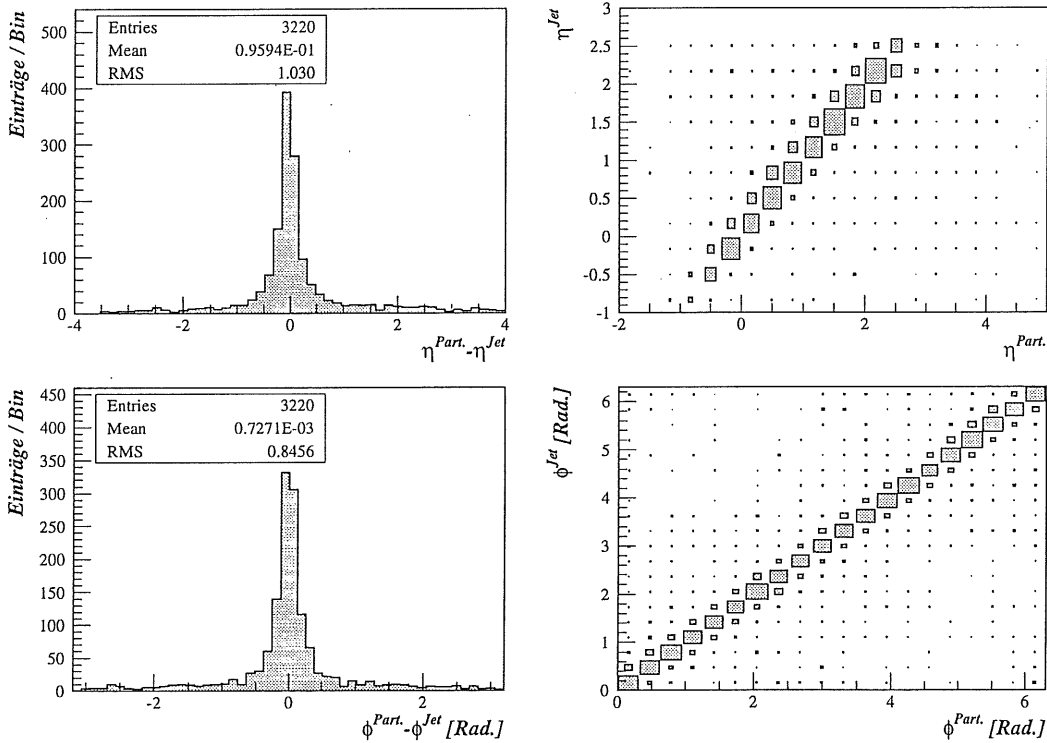 Einträge / Bin
500
400
300
200
100
0
Entries 3220
Mean 0.9594E-01
RMS 1.030
-4 -2 0 2 4
η^Part.-η^Jet
η^Jet
3
2.5
2
1.5
1
0.5
0
-0.5
-1
-2 0 2 4
η^Part.
Einträge / Bin
450
400
350
300
250
200
150
100
50
0
Entries 3220
Mean 0.7271E-03
RMS 0.8456
-2 0 2
ϕ^Part.-ϕ^Jet [Rad.]
ϕ^Jet [Rad.]
6
5
4
3
2
1
0
0 1 2 3 4 5 6
ϕ^Part. [Rad.]